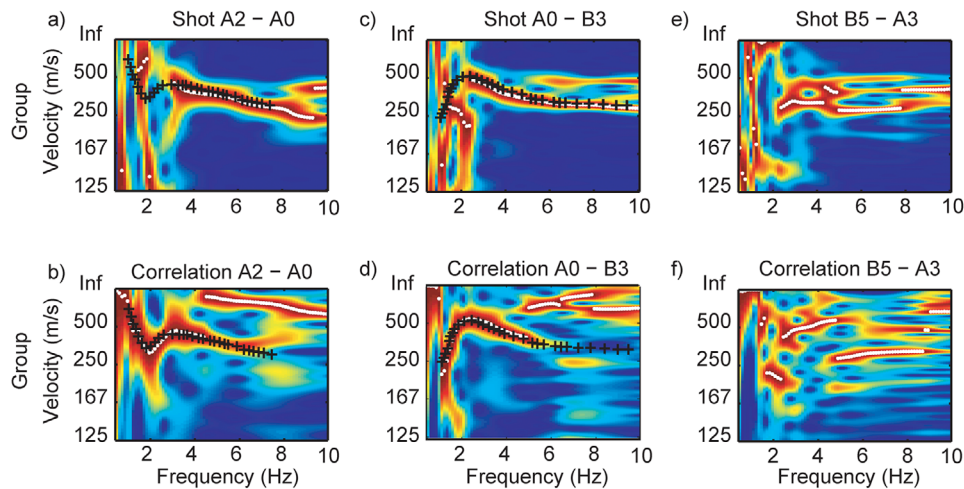 a) Shot A2 − A0
c) Shot A0 − B3
e) Shot B5 − A3
Group
Velocity (m/s)
Inf
500
250
167
125
2 4 6 8 10
Inf
500
250
167
125
2 4 6 8 10
Inf
500
250
167
125
2 4 6 8 10
b) Correlation A2 − A0
d) Correlation A0 − B3
f) Correlation B5 − A3
Group
Velocity (m/s)
Inf
500
250
167
125
2 4 6 8 10
Frequency (Hz)
Inf
500
250
167
125
2 4 6 8 10
Frequency (Hz)
Inf
500
250
167
125
2 4 6 8 10
Frequency (Hz)